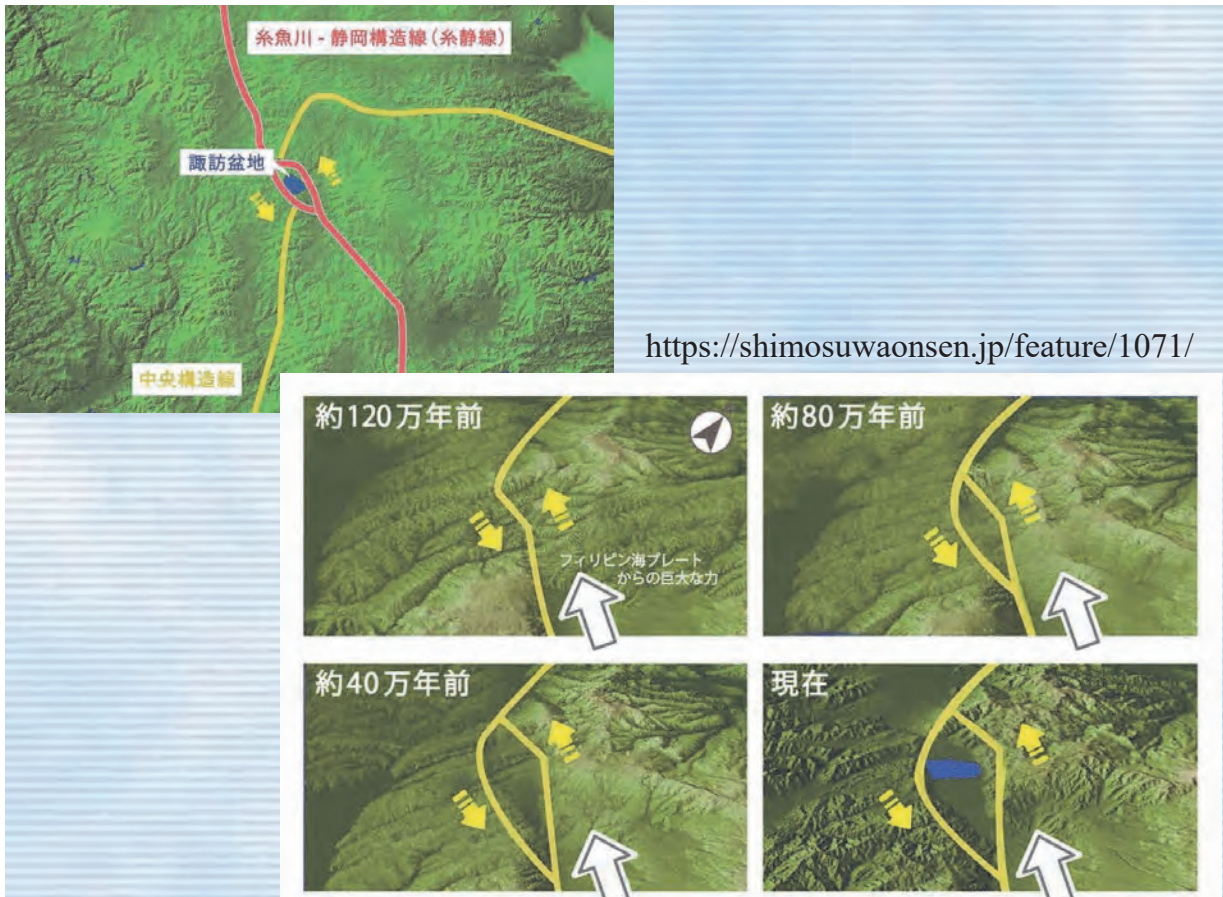 糸魚川 - 静岡構造線(糸静線)
諏訪盆地
中央構造線
https://shimosuwaonsen.jp/feature/1071/
約120万年前
フィリピン海プレート
からの巨大な力
約80万年前
約40万年前
現在